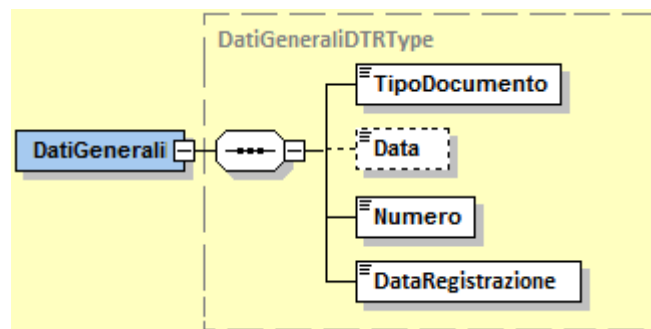 DatiGeneraliDTRType
TipoDocumento
DatiGenerali
Data
Numero
DataRegistrazione